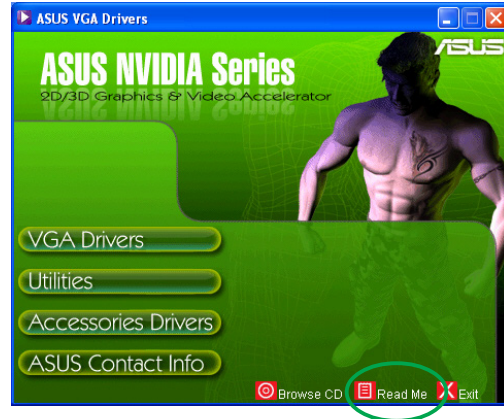 ASUS VGA Drivers
ASUS
ASUS NVIDIA Series
2D/3D Graphics & Video Accelerator
VGA Drivers
Utilities
Accessories Drivers
ASUS Contact Info
Browse CD Read Me Exit